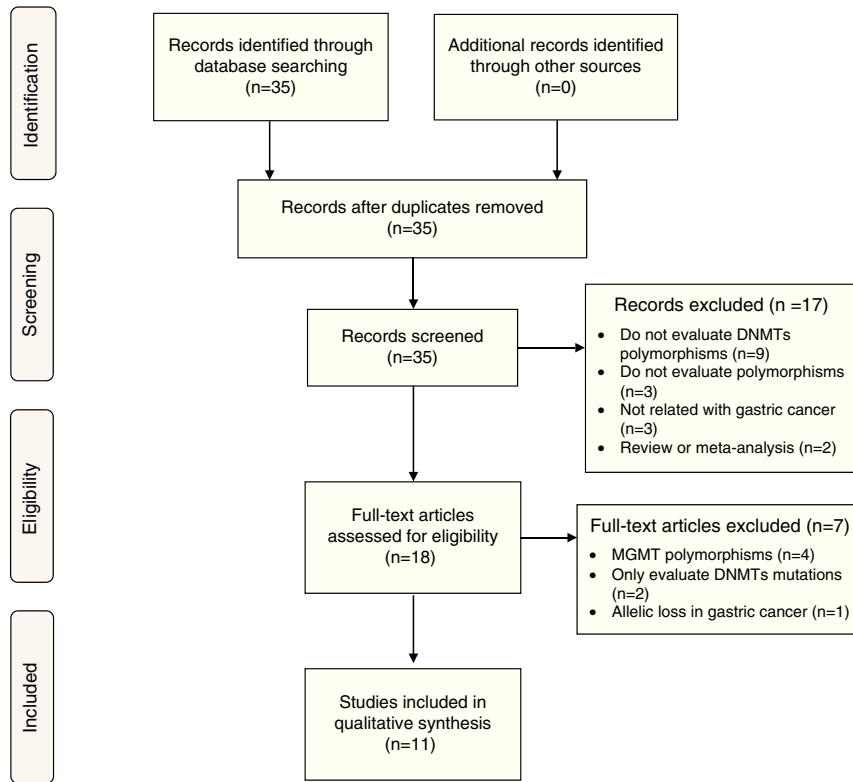 Identification
Records identified through
database searching
(n=35)
Additional records identified
through other sources
(n=0)
Records after duplicates removed
(n=35)
Screening
Records screened
(n=35)
Records excluded (n =17)
• Do not evaluate DNMTs
polymorphisms (n=9)
• Do not evaluate polymorphisms
(n=3)
• Not related with gastric cancer
(n=3)
• Review or meta-analysis (n=2)
Eligibility
Full-text articles
assessed for eligibility
(n=18)
Full-text articles excluded (n=7)
• MGMT polymorphisms (n=4)
• Only evaluate DNMTs mutations
(n=2)
• Allelic loss in gastric cancer (n=1)
Included
Studies included in
qualitative synthesis
(n=11)